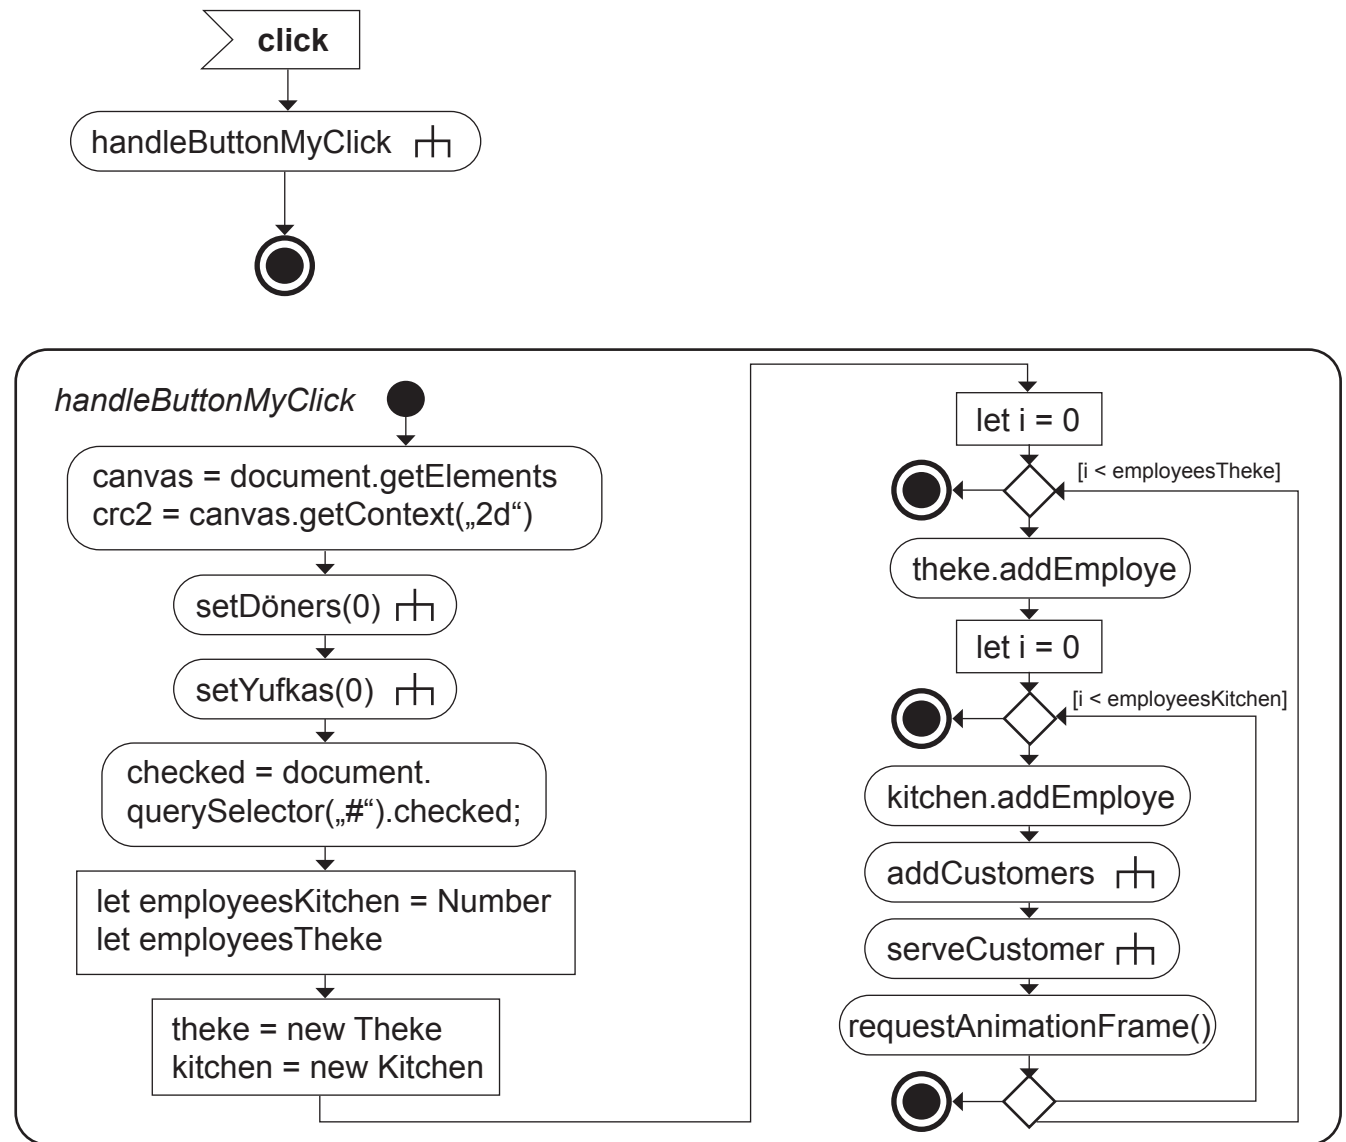 click
handleButtonMyClick
handleButtonMyClick
canvas = document.getElements
crc2 = canvas.getContext(„2d“)
setDöners(0)
setYufkas(0)
checked = document.
querySelector(„#“).checked;
let employeesKitchen = Number
let employeesTheke
theke = new Theke
kitchen = new Kitchen
let i = 0
[i < employeesTheke]
theke.addEmploye
let i = 0
[i < employeesKitchen]
kitchen.addEmploye
addCustomers
serveCustomer
requestAnimationFrame()